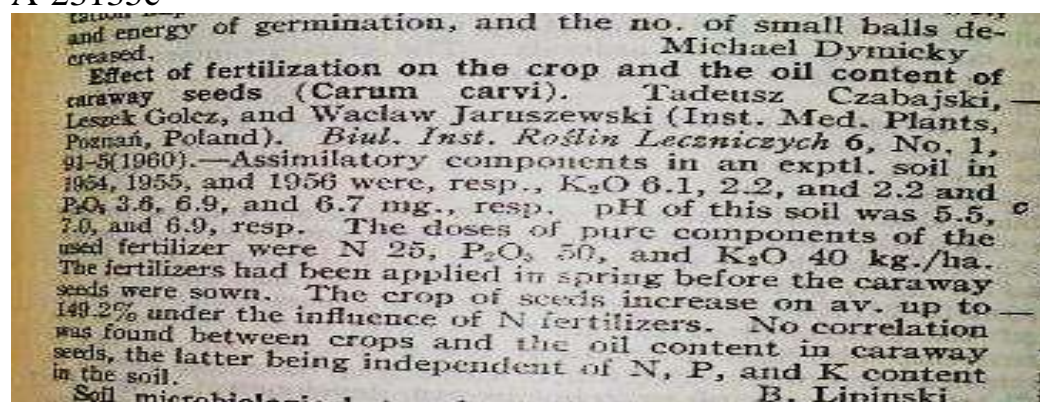 A-23135c
and energy of germination, and the no. of small balls de-
creased. Michael Dymicky
Effect of fertilization on the crop and the oil content of
caraway seeds (Carum carvi). Tadeusz Czabajski,
Leszek Golcz, and Waclaw Jaruszewski (Inst. Med. Plants,
Poznań, Poland). Biul. Inst. Roślin Leczniczych 6, No. 1,
91-5(1960).—Assimilatory components in an exptl. soil in
1954, 1955, and 1956 were, resp., K₂O 6.1, 2.2, and 2.2 and
P₂O₅ 3.6, 6.9, and 6.7 mg., resp. pH of this soil was 5.5, c
7.0, and 6.9, resp. The doses of pure components of the
used fertilizer were N 25, P₂O₅ 50, and K₂O 40 kg./ha.
The fertilizers had been applied in spring before the caraway
seeds were sown. The crop of seeds increase on av. up to
149.2% under the influence of N fertilizers. No correlation
was found between crops and the oil content in caraway
seeds, the latter being independent of N, P, and K content
in the soil. B. Lipinski
Soil